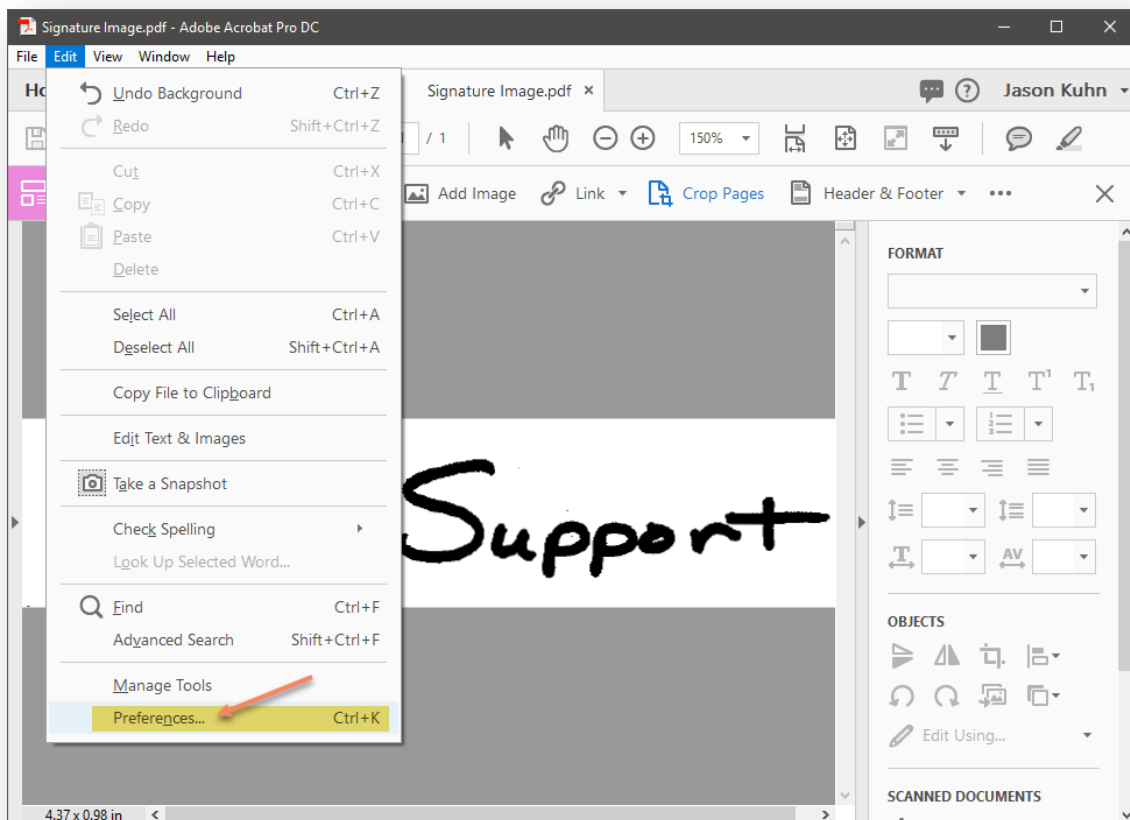 Signature Image.pdf - Adobe Acrobat Pro DC
File Edit View Window Help
Signature Image.pdf ×
Jason Kuhn
/ 1
150%
Add Image
Link
Crop Pages
Header & Footer
Undo Background Ctrl+Z
Redo Shift+Ctrl+Z
Cut Ctrl+X
Copy Ctrl+C
Paste Ctrl+V
Delete
Select All Ctrl+A
Deselect All Shift+Ctrl+A
Copy File to Clipboard
Edit Text & Images
Take a Snapshot
Check Spelling
Look Up Selected Word...
Find Ctrl+F
Advanced Search Shift+Ctrl+F
Manage Tools
Preferences... Ctrl+K
Support
FORMAT
OBJECTS
Edit Using...
SCANNED DOCUMENTS
4.37 x 0.98 in